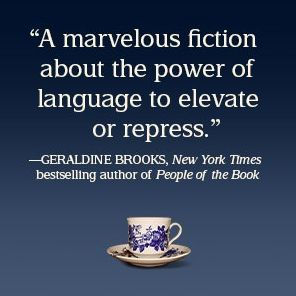 “A marvelous fiction
about the power of
language to elevate
or repress.”
—GERALDINE BROOKS, New York Times
bestselling author of People of the Book